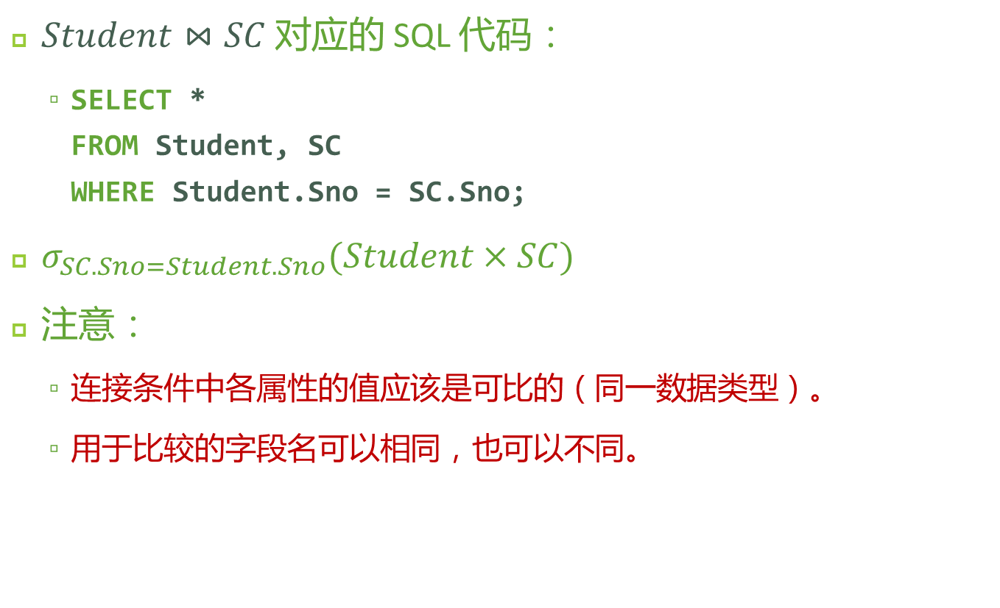 Student ⋈ SC 对应的 SQL 代码：
SELECT *
FROM Student, SC
WHERE Student.Sno = SC.Sno;
σ_{SC.Sno=Student.Sno}(Student × SC)
注意：
连接条件中各属性的值应该是可比的（同一数据类型）。
用于比较的字段名可以相同，也可以不同。